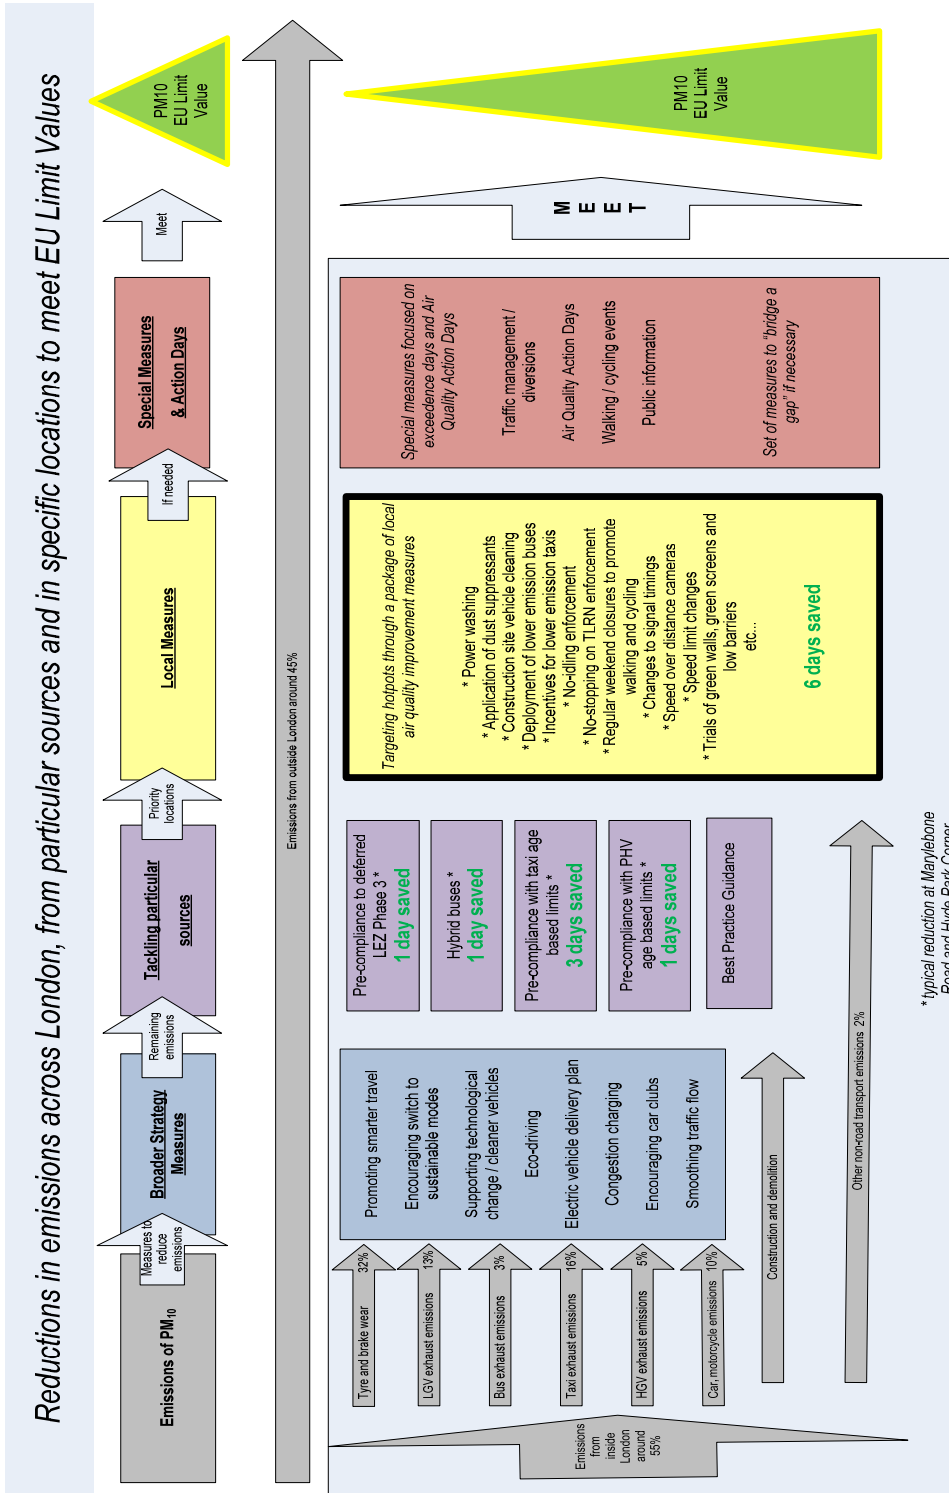 Reductions in emissions across London, from particular sources and in specific locations to meet EU Limit Values
Emissions of PM10
Measures to
reduce
emissions
Broader Strategy
Measures
Remaining
emissions
Tackling particular
sources
Priority
locations
Local Measures
If needed
Special Measures
& Action Days
Meet
PM10
EU Limit
Value
Emissions from outside London around 45%
Emissions
from
inside
London
around
55%
Tyre and brake wear 32%
LGV exhaust emissions 13%
Bus exhaust emissions 3%
Taxi exhaust emissions 16%
HGV exhaust emissions 5%
Car, motorcycle emissions 10%
Construction and demolition
Other non-road transport emissions 2%
Promoting smarter travel
Encouraging switch to
sustainable modes
Supporting technological
change / cleaner vehicles
Eco-driving
Electric vehicle delivery plan
Congestion charging
Encouraging car clubs
Smoothing traffic flow
Pre-compliance to deferred
LEZ Phase 3 *
1 day saved
Hybrid buses *
1 day saved
Pre-compliance with taxi age
based limits *
3 days saved
Pre-compliance with PHV
age based limits *
1 days saved
Best Practice Guidance
Targeting hotpots through a package of local
air quality improvement measures
* Power washing
* Application of dust suppressants
* Construction site vehicle cleaning
* Deployment of lower emission buses
* Incentives for lower emission taxis
* No-idling enforcement
* No-stopping on TLRN enforcement
* Regular weekend closures to promote
walking and cycling
* Changes to signal timings
* Speed over distance cameras
* Speed limit changes
* Trials of green walls, green screens and
low barriers
etc...
6 days saved
Special measures focused on
exceedence days and Air
Quality Action Days
Traffic management /
diversions
Air Quality Action Days
Walking / cycling events
Public information
Set of measures to “bridge a
gap” if necessary
MEET
PM10
EU Limit
Value
* typical reduction at Marylebone
Road and Hyde Park Corner